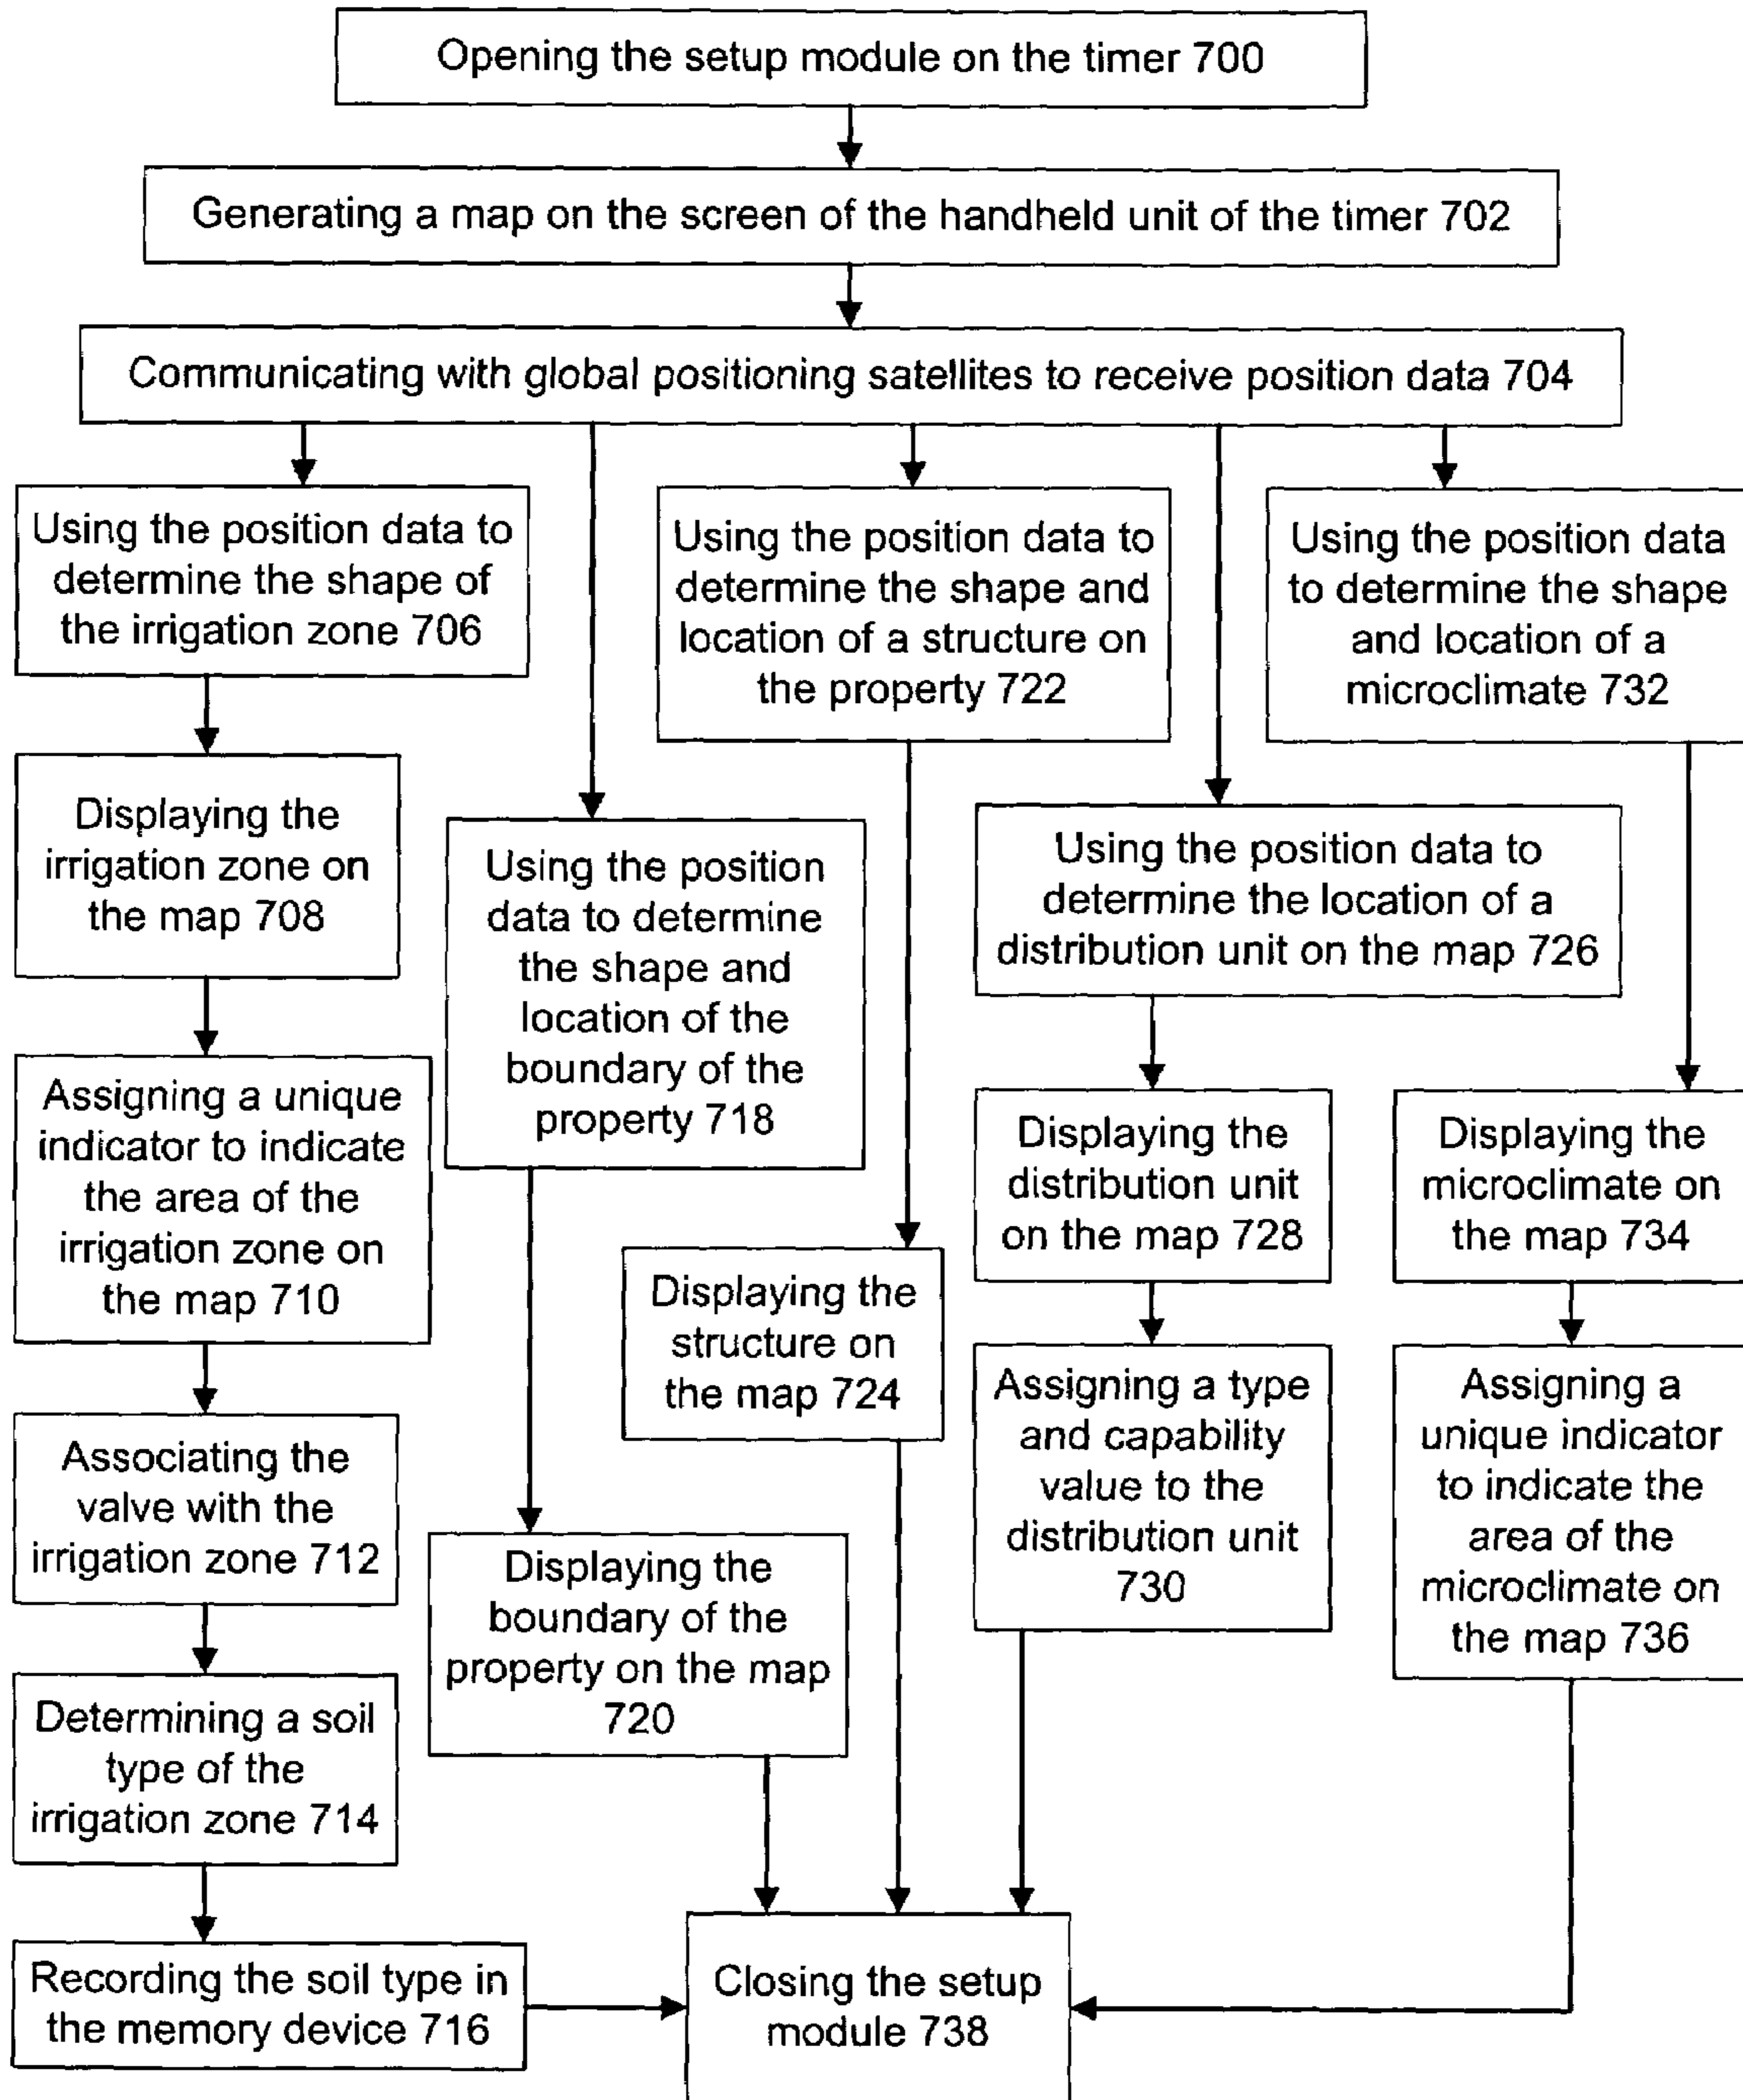 Opening the setup module on the timer 700
Generating a map on the screen of the handheld unit of the timer 702
Communicating with global positioning satellites to receive position data 704
Using the position data to
determine the shape of
the irrigation zone 706
Displaying the
irrigation zone on
the map 708
Assigning a unique
indicator to indicate
the area of the
irrigation zone on
the map 710
Associating the
valve with the
irrigation zone 712
Determining a soil
type of the
irrigation zone 714
Recording the soil type in
the memory device 716
Using the position
data to determine
the shape and
location of the
boundary of the
property 718
Displaying the
boundary of the
property on the map
720
Using the position data to
determine the shape and
location of a structure on
the property 722
Displaying the
structure on
the map 724
Using the position data to
determine the location of a
distribution unit on the map 726
Displaying the
distribution unit
on the map 728
Assigning a type
and capability
value to the
distribution unit
730
Using the position data
to determine the shape
and location of a
microclimate 732
Displaying the
microclimate on
the map 734
Assigning a
unique indicator
to indicate the
area of the
microclimate on
the map 736
Closing the setup
module 738